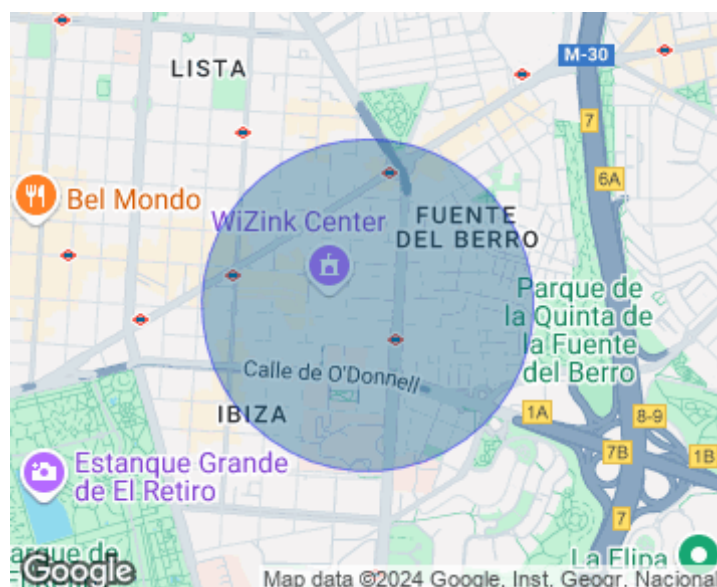 M-30
LISTA
7
6A
Bel Mondo
WiZink Center
FUENTE
DEL BERRO
Parque de
la Quinta de
la Fuente
del Berro
Calle de O'Donnell
IBIZA
1A
8-9
7B
1B
Estanque Grande
de El Retiro
7
arque de
La Elipa
Google
Map data ©2024 Google, Inst. Geogr. Nacional